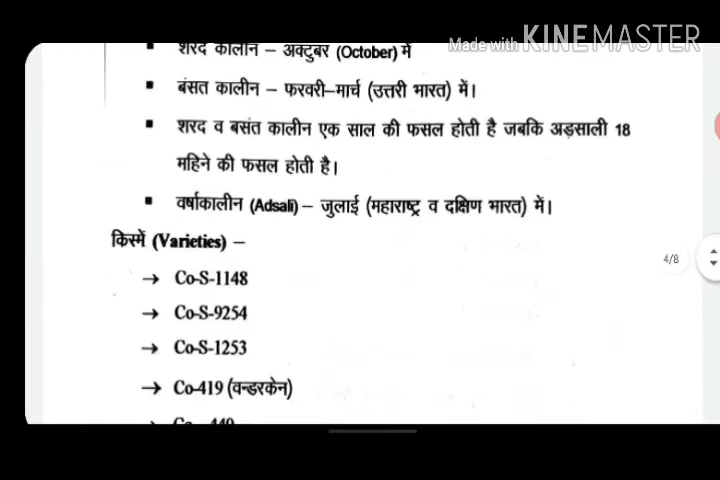 Made with KINEMASTER
▪ शरद कालीन – अक्टुबर (October) में
▪ बंसत कालीन – फरवरी–मार्च (उत्तरी भारत) में।
▪ शरद व बसंत कालीन एक साल की फसल होती है जबकि अड़साली 18
महिने की फसल होती है।
▪ वर्षाकालीन (Adsali) – जुलाई (महाराष्ट्र व दक्षिण भारत) में।
किस्में (Varieties) –
4/8
→ Co-S-1148
→ Co-S-9254
→ Co-S-1253
→ Co-419 (वन्डरकेन)